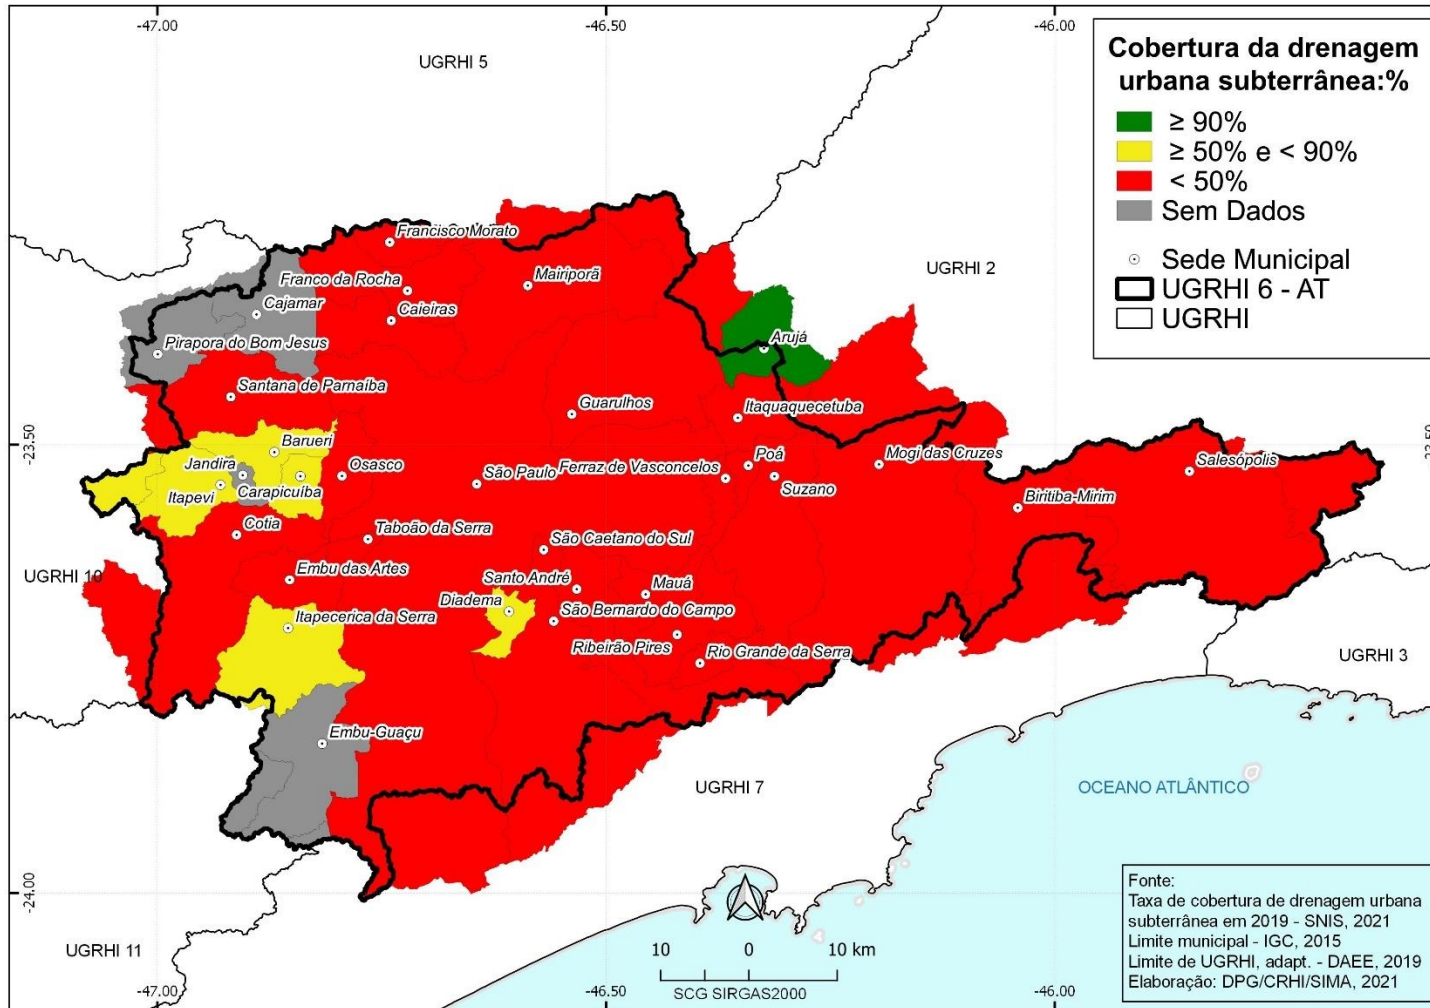 -47.00
-46.50
-46.00
UGRHI 5
Cobertura da drenagem
urbana subterrânea:%
≥ 90%
≥ 50% e < 90%
< 50%
Sem Dados
Sede Municipal
UGRHI 6 - AT
UGRHI
UGRHI 2
Francisco Morato
Franco da Rocha
Mairiporã
Cajamar
Caieiras
Pirapora do Bom Jesus
Arujá
Santana de Parnaíba
Guarulhos
Itaquaquecetuba
-23.50
23.50
Barueri
Jandira
Osasco
São Paulo
Ferraz de Vasconcelos
Poá
Mogi das Cruzes
Salesópolis
Itapevi
Carapicuíba
Suzano
Biritiba-Mirim
Cotia
Taboão da Serra
São Caetano do Sul
UGRHI 10
Embu das Artes
Santo André
Mauá
Diadema
São Bernardo do Campo
Itapecerica da Serra
Ribeirão Pires
Rio Grande da Serra
UGRHI 3
Embu-Guaçu
UGRHI 7
OCEANO ATLÂNTICO
-24.00
UGRHI 11
10 0 10 km
SCG SIRGAS2000
Fonte:
Taxa de cobertura de drenagem urbana
subterrânea em 2019 - SNIS, 2021
Limite municipal - IGC, 2015
Limite de UGRHI, adapt. - DAEE, 2019
Elaboração: DPG/CRHI/SIMA, 2021
-47.00
-46.50
-46.00